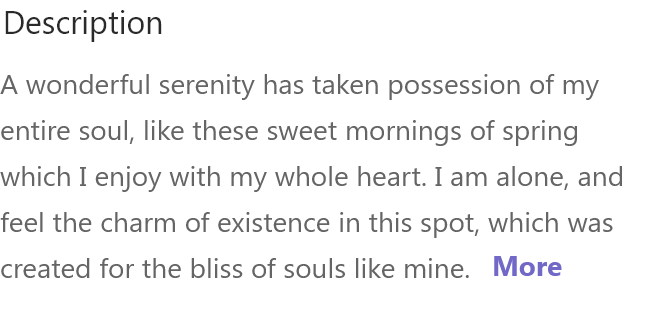 Description
A wonderful serenity has taken possession of my
entire soul, like these sweet mornings of spring
which I enjoy with my whole heart. I am alone, and
feel the charm of existence in this spot, which was
created for the bliss of souls like mine. More